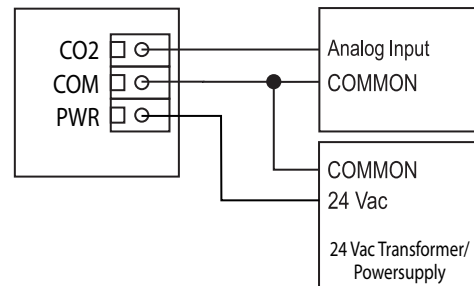 CO2
COM
PWR
Analog Input
COMMON
COMMON
24 Vac
24 Vac Transformer/
Powersupply